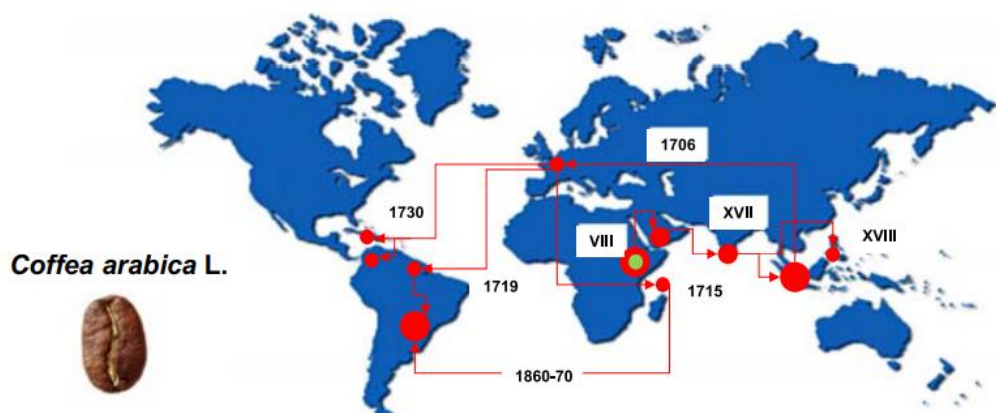 1706
1730
XVII
VIII
XVIII
Coffea arabica L.
1719
1715
1860-70